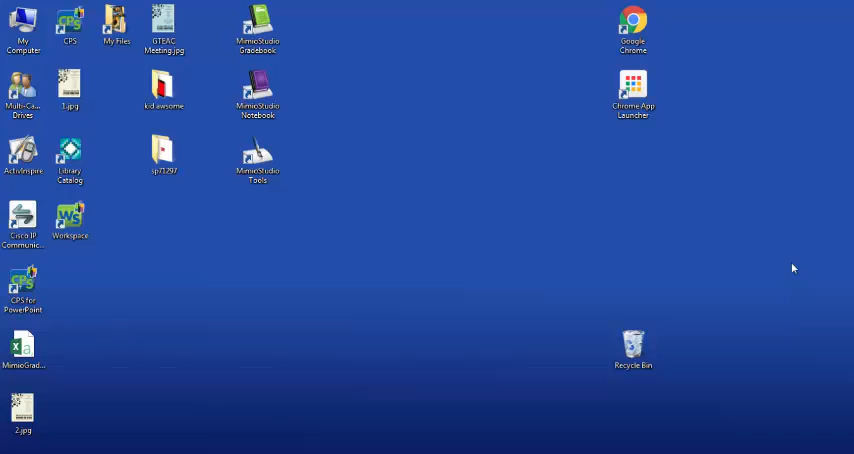 My
Computer
CPS
My Files
GTEAC
Meeting.jpg
MimioStudio
Gradebook
Google
Chrome
Multi-Ca...
Drives
1.jpg
kid awsome
MimioStudio
Notebook
Chrome App
Launcher
ActivInspire
Library
Catalog
sp71297
MimioStudio
Tools
Cisco IP
Communic...
WS
Workspace
CPS for
PowerPoint
MimioGrad...
Recycle Bin
2.jpg